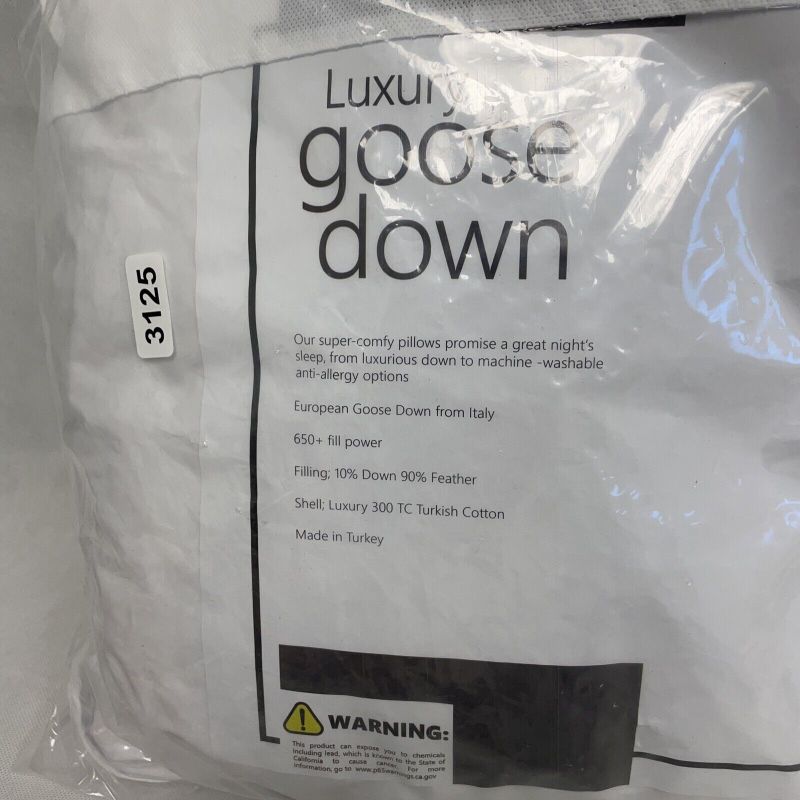 Luxury
goose
down
3125
Our super-comfy pillows promise a great night's
sleep, from luxurious down to machine -washable
anti-allergy options
European Goose Down from Italy
650+ fill power
Filling; 10% Down 90% Feather
Shell; Luxury 300 TC Turkish Cotton
Made in Turkey
WARNING:
This product can expose you to chemicals
including lead, which is known to the State of
California to cause cancer. For more
information, go to www.p65warnings.ca.gov